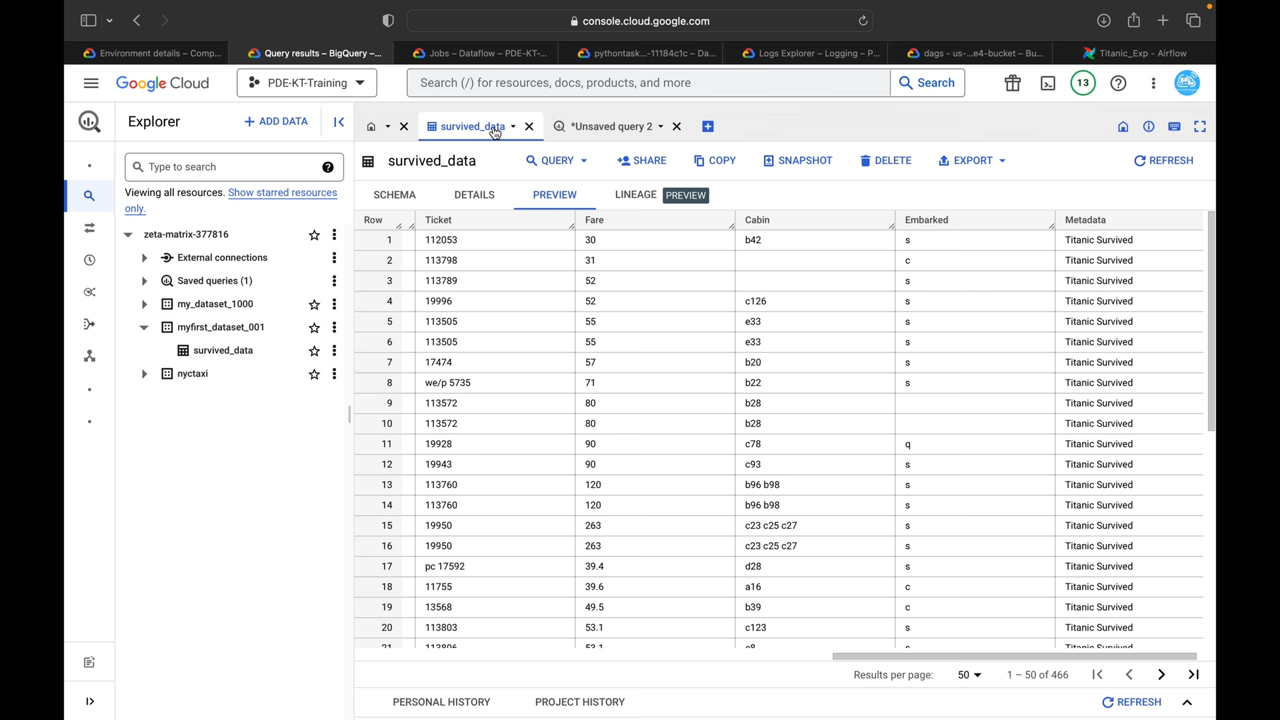 console.cloud.google.com
Environment details – Comp...
Query results – BigQuery –...
Jobs – Dataflow – PDE-KT-...
pythontask...-11184c1c – Da...
Logs Explorer – Logging – P...
dags - us-...e4-bucket – Bu...
Titanic_Exp - Airflow
Google Cloud
PDE-KT-Training
Search (/) for resources, docs, products, and more
Search
13
Explorer
+ ADD DATA
survived_data
*Unsaved query 2
survived_data
QUERY
SHARE
COPY
SNAPSHOT
DELETE
EXPORT
REFRESH
Type to search
Viewing all resources. Show starred resources
only.
zeta-matrix-377816
External connections
Saved queries (1)
my_dataset_1000
myfirst_dataset_001
survived_data
nyctaxi
SCHEMA
DETAILS
PREVIEW
LINEAGE
PREVIEW
Row Ticket Fare Cabin Embarked Metadata
1 112053 30 b42 s Titanic Survived
2 113798 31 c Titanic Survived
3 113789 52 s Titanic Survived
4 19996 52 c126 s Titanic Survived
5 113505 55 e33 s Titanic Survived
6 113505 55 e33 s Titanic Survived
7 17474 57 b20 s Titanic Survived
8 we/p 5735 71 b22 s Titanic Survived
9 113572 80 b28 Titanic Survived
10 113572 80 b28 Titanic Survived
11 19928 90 c78 q Titanic Survived
12 19943 90 c93 s Titanic Survived
13 113760 120 b96 b98 s Titanic Survived
14 113760 120 b96 b98 s Titanic Survived
15 19950 263 c23 c25 c27 s Titanic Survived
16 19950 263 c23 c25 c27 s Titanic Survived
17 pc 17592 39.4 d28 s Titanic Survived
18 11755 39.6 a16 c Titanic Survived
19 13568 49.5 b39 c Titanic Survived
20 113803 53.1 c123 s Titanic Survived
Results per page: 50 1 – 50 of 466
PERSONAL HISTORY
PROJECT HISTORY
REFRESH